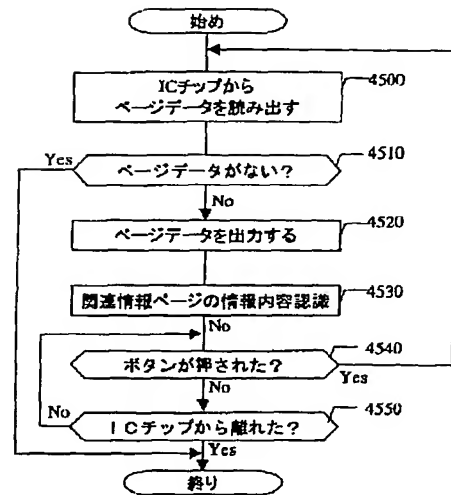 始め
ICチップから
ページデータを読み出す
4500
Yes
ページデータがない?
4510
No
ページデータを出力する
4520
関連情報ページの情報内容認識
4530
No
ボタンが押された?
4540
Yes
No
No
ICチップから離れた?
4550
Yes
終り